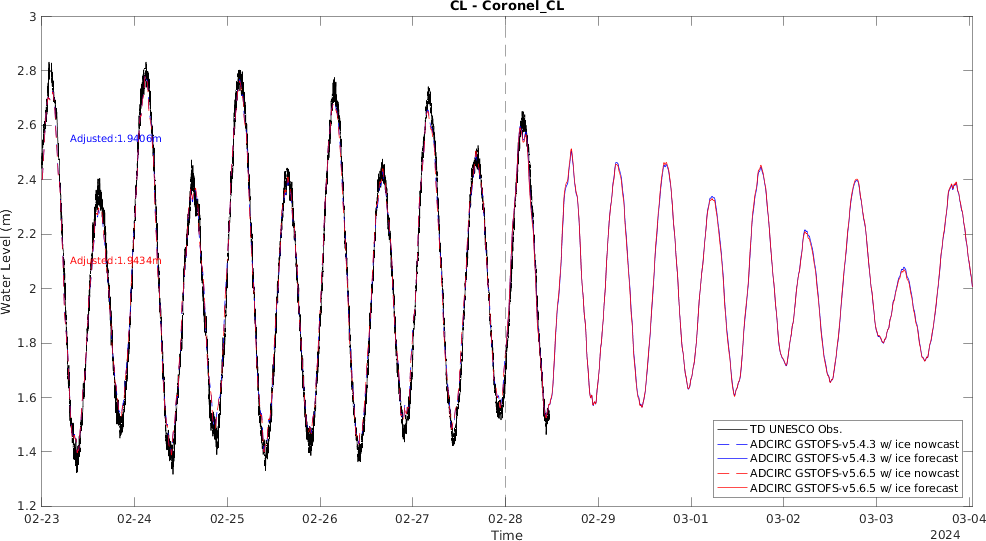 CL - Coronel_CL
3
2.8
2.6
2.4
2.2
2
1.8
1.6
1.4
1.2
Water Level (m)
Adjusted:1.9406m
Adjusted:1.9434m
TD UNESCO Obs.
ADCIRC GSTOFS-v5.4.3 w/ ice nowcast
ADCIRC GSTOFS-v5.4.3 w/ ice forecast
ADCIRC GSTOFS-v5.6.5 w/ ice nowcast
ADCIRC GSTOFS-v5.6.5 w/ ice forecast
02-23 02-24 02-25 02-26 02-27 02-28 02-29 03-01 03-02 03-03 03-04
Time
2024